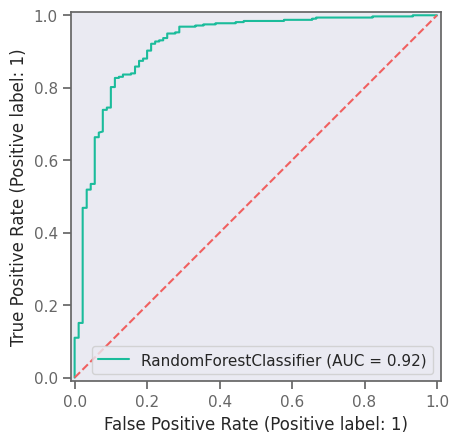 True Positive Rate (Positive label: 1)
1.0
0.8
0.6
0.4
0.2
0.0
RandomForestClassifier (AUC = 0.92)
0.0 0.2 0.4 0.6 0.8 1.0
False Positive Rate (Positive label: 1)